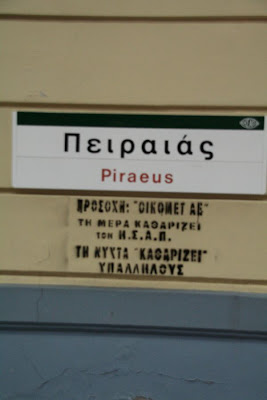 Πειραιάς
Piraeus
ΠΡΟΣΟΧΗ: "ΟΙΚΟΜΕΤ ΑΕ"
ΤΗ ΜΕΡΑ ΚΑΘΑΡΙΖΕΙ
ΤΟΝ Η.Σ.Α.Π.
ΤΗ ΝΥΧΤΑ "ΚΑΘΑΡΙΖΕΙ"
ΥΠΑΛΛΗΛΟΥΣ